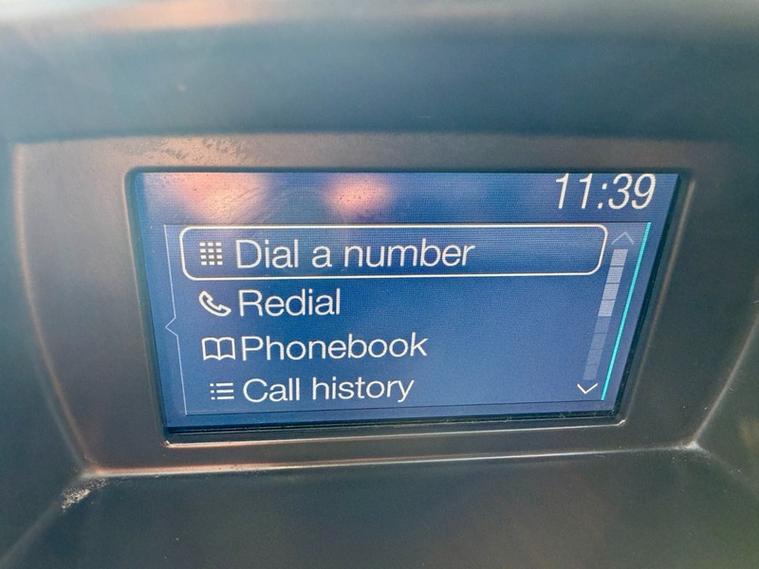 11:39
Dial a number
Redial
Phonebook
Call history